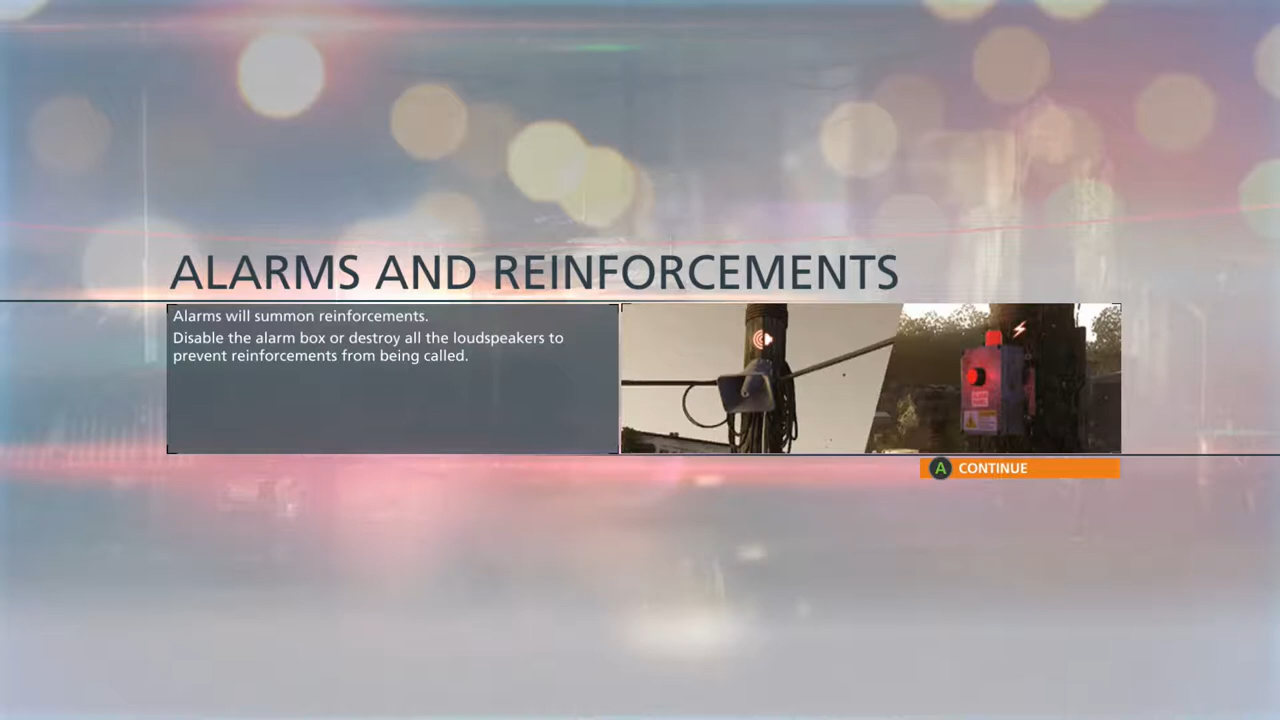 ALARMS AND REINFORCEMENTS
Alarms will summon reinforcements.
Disable the alarm box or destroy all the loudspeakers to
prevent reinforcements from being called.
A CONTINUE